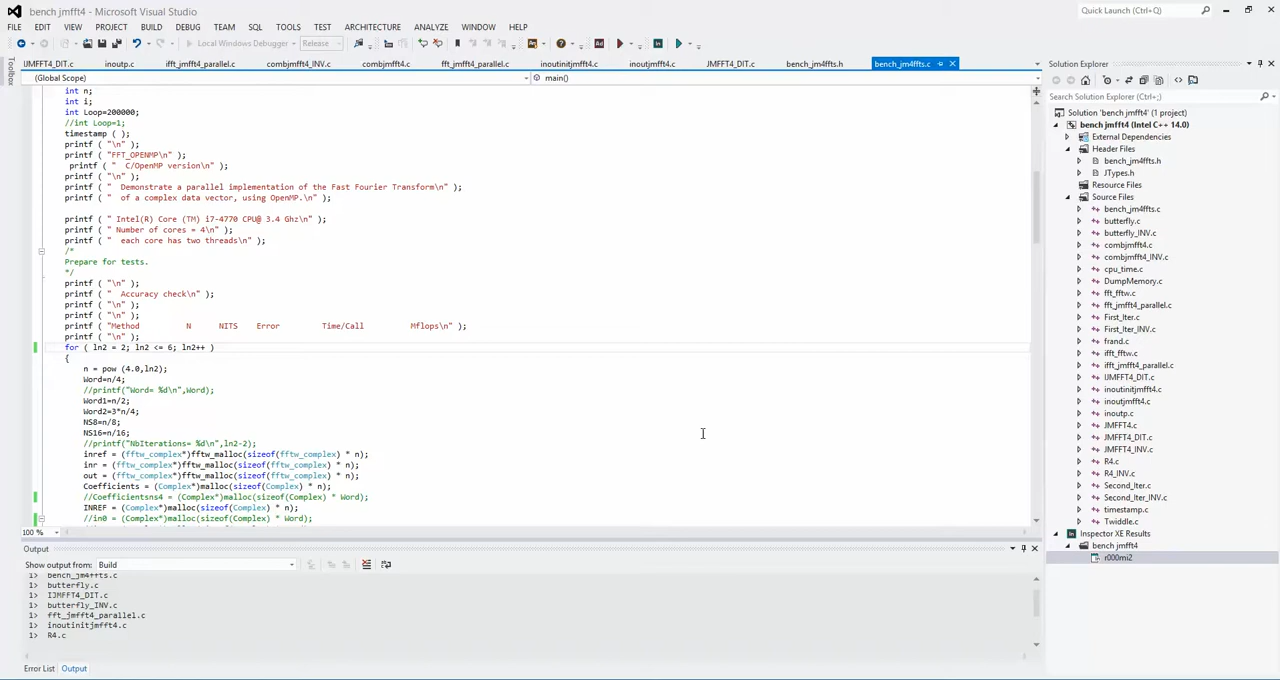 bench jmfft4 - Microsoft Visual Studio
Quick Launch (Ctrl+Q)
FILE EDIT VIEW PROJECT BUILD DEBUG TEAM SQL TOOLS TEST ARCHITECTURE ANALYZE WINDOW HELP
Local Windows Debugger Release
IJMFFT4_DIT.c inoutp.c ifft_jmfft4_parallel.c combjmfft4_INV.c combjmfft4.c fft_jmfft4_parallel.c inoutinitjmfft4.c inoutjmfft4.c JMFFT4_DIT.c bench_jm4ffts.h bench_jm4ffts.c
Toolbox
(Global Scope) main()
int n;
int i;
int Loop=200000;
//int Loop=1;
timestamp ( );
printf ( "\n" );
printf ( "FFT_OPENMP\n" );
printf ( "  C/OpenMP version\n" );
printf ( "\n" );
printf ( "  Demonstrate a parallel implementation of the Fast Fourier Transform\n" );
printf ( "  of a complex data vector, using OpenMP.\n" );
printf ( " Intel(R) Core (TM) i7-4770 CPU@ 3.4 Ghz\n" );
printf ( " Number of cores = 4\n" );
printf ( "  each core has two threads\n" );
/*
Prepare for tests.
*/
printf ( "\n" );
printf ( "  Accuracy check\n" );
printf ( "\n" );
printf ( "\n" );
printf ( "Method N NITS Error Time/Call Mflops\n" );
printf ( "\n" );
for ( ln2 = 2; ln2 <= 6; ln2++ )
{
n = pow (4.0,ln2);
Word=n/4;
//printf("Word= %d\n",Word);
Word1=n/2;
Word2=3*n/4;
NS8=n/8;
NS16=n/16;
//printf("NbIterations= %d\n",ln2-2);
inref = (fftw_complex*)fftw_malloc(sizeof(fftw_complex) * n);
inr = (fftw_complex*)fftw_malloc(sizeof(fftw_complex) * n);
out = (fftw_complex*)fftw_malloc(sizeof(fftw_complex) * n);
Coefficients = (Complex*)malloc(sizeof(Complex) * n);
//Coefficientsns4 = (Complex*)malloc(sizeof(Complex) * Word);
INREF = (Complex*)malloc(sizeof(Complex) * n);
//in0 = (Complex*)malloc(sizeof(Complex) * Word);
100 %
Output
Show output from: Build
1> bench_jm4ffts.c
1> butterfly.c
1> IJMFFT4_DIT.c
1> butterfly_INV.c
1> fft_jmfft4_parallel.c
1> inoutinitjmfft4.c
1> R4.c
Error List Output
Solution Explorer
Search Solution Explorer (Ctrl+;)
Solution 'bench jmfft4' (1 project)
bench jmfft4 (Intel C++ 14.0)
External Dependencies
Header Files
bench_jm4ffts.h
JTypes.h
Resource Files
Source Files
bench_jm4ffts.c
butterfly.c
butterfly_INV.c
combjmfft4.c
combjmfft4_INV.c
cpu_time.c
DumpMemory.c
fft_fftw.c
fft_jmfft4_parallel.c
First_Iter.c
First_Iter_INV.c
frand.c
ifft_fftw.c
ifft_jmfft4_parallel.c
IJMFFT4_DIT.c
inoutinitjmfft4.c
inoutjmfft4.c
inoutp.c
JMFFT4.c
JMFFT4_DIT.c
JMFFT4_INV.c
R4.c
R4_INV.c
Second_Iter.c
Second_Iter_INV.c
timestamp.c
Twiddle.c
Inspector XE Results
bench jmfft4
r000mi2